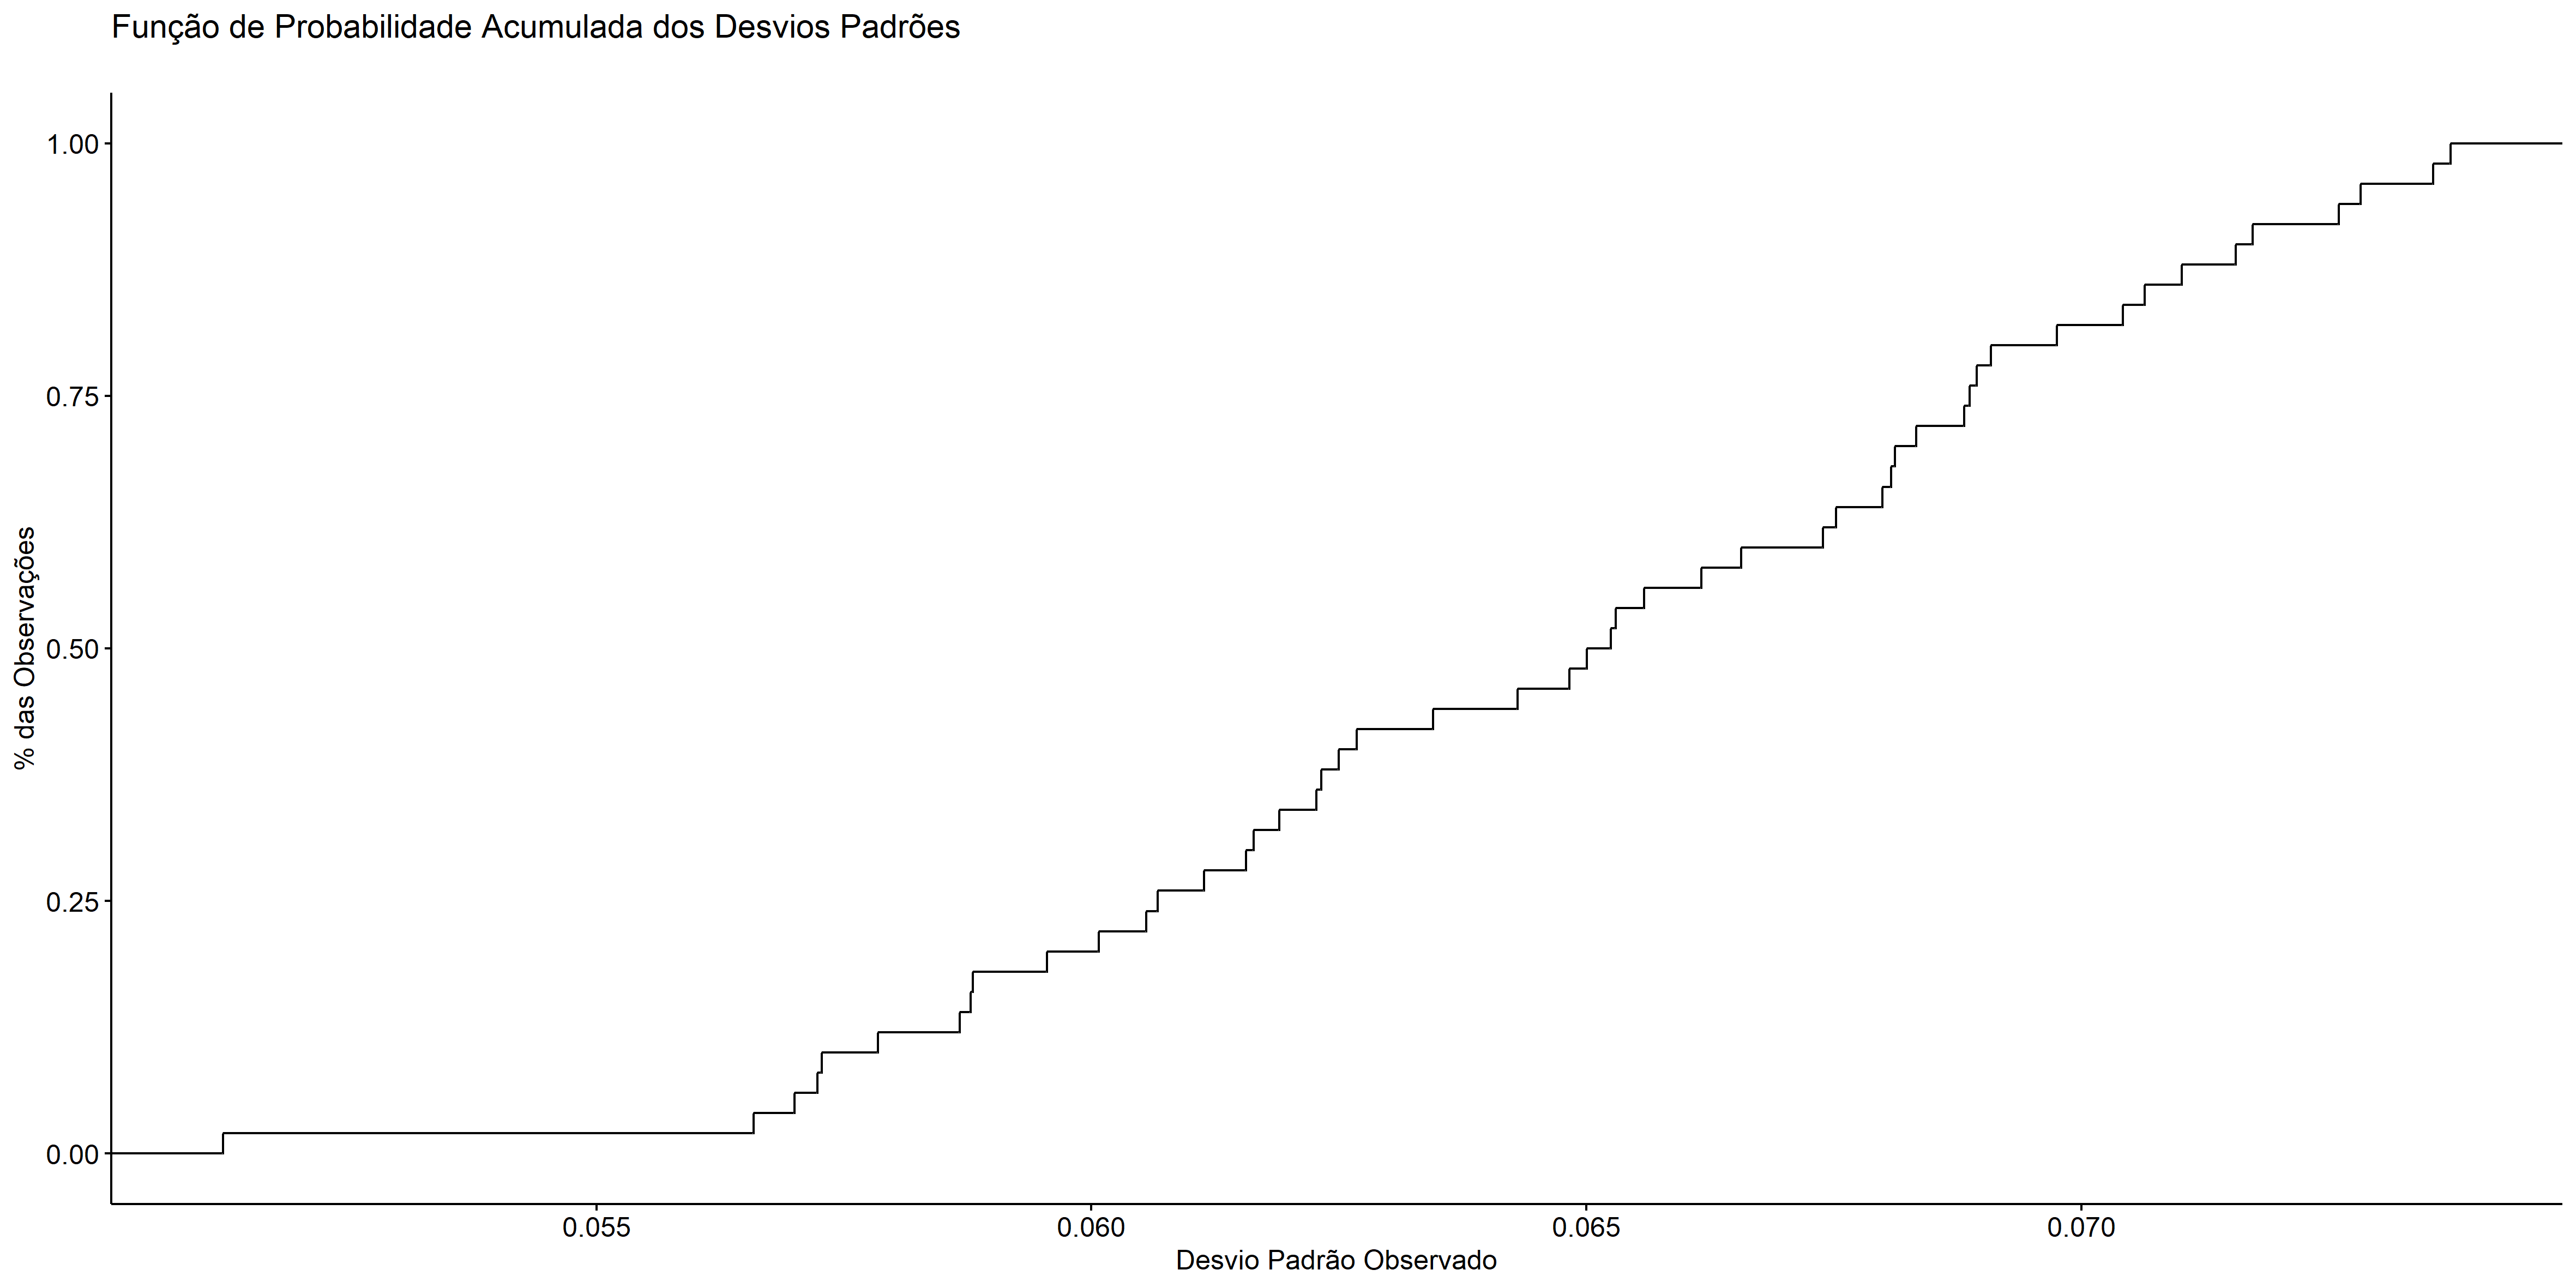 Função de Probabilidade Acumulada dos Desvios Padrões
1.00
0.75
0.50
0.25
0.00
% das Observações
0.055 0.060 0.065 0.070
Desvio Padrão Observado